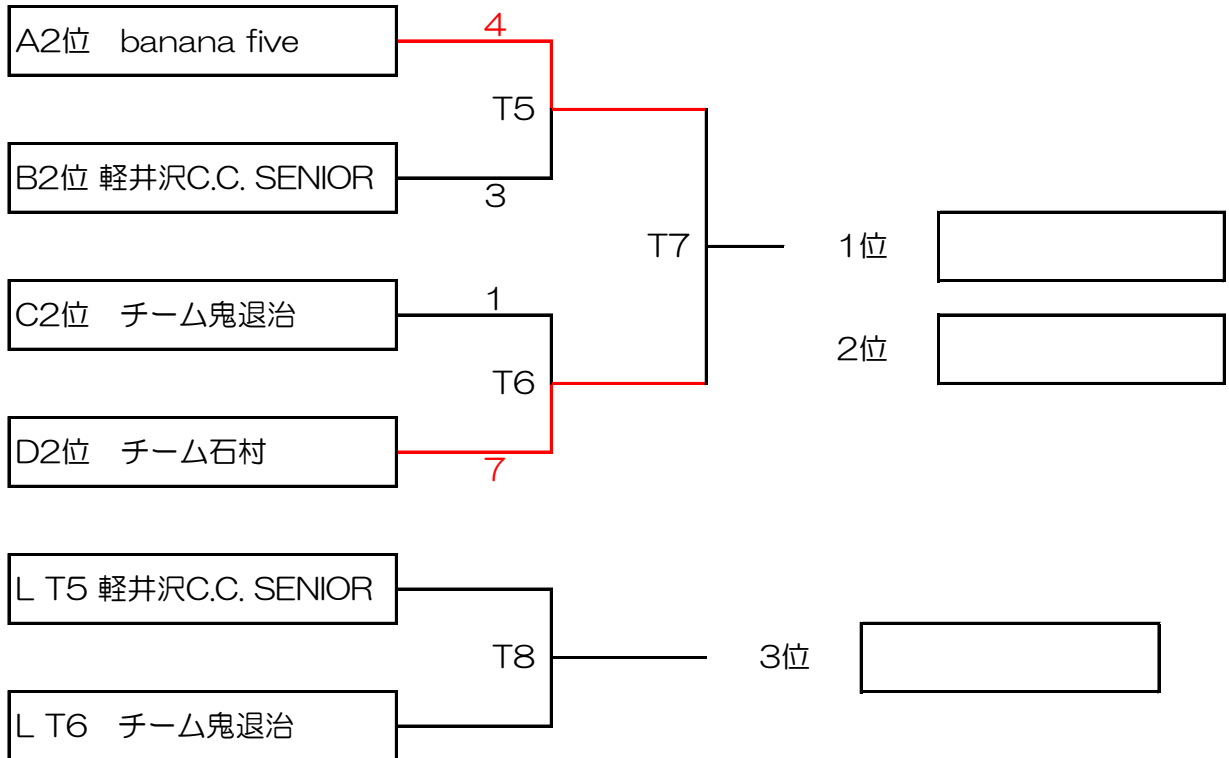 A2位 banana five
4
T5
B2位 軽井沢C.C. SENIOR
3
T7
1位
C2位 チーム鬼退治
1
2位
T6
D2位 チーム石村
7
L T5 軽井沢C.C. SENIOR
T8
3位
L T6 チーム鬼退治